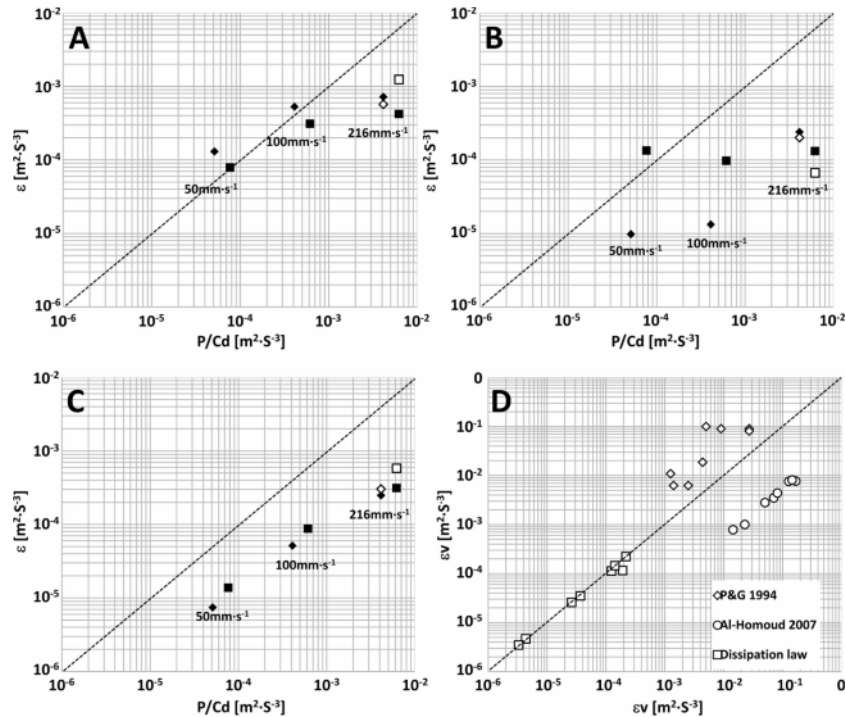 A
10⁻²
10⁻³
ε [m²·S⁻³]
10⁻⁴
10⁻⁵
10⁻⁶
50mm·s⁻¹
100mm·s⁻¹
216mm·s⁻¹
10⁻⁶ 10⁻⁵ 10⁻⁴ 10⁻³ 10⁻²
P/Cd [m²·S⁻³]
B
10⁻²
10⁻³
ε [m²·S⁻³]
10⁻⁴
10⁻⁵
10⁻⁶
50mm·s⁻¹
100mm·s⁻¹
216mm·s⁻¹
10⁻⁶ 10⁻⁵ 10⁻⁴ 10⁻³ 10⁻²
P/Cd [m²·S⁻³]
C
10⁻²
10⁻³
ε [m²·S⁻³]
10⁻⁴
10⁻⁵
10⁻⁶
50mm·s⁻¹
100mm·s⁻¹
216mm·s⁻¹
10⁻⁶ 10⁻⁵ 10⁻⁴ 10⁻³ 10⁻²
P/Cd [m²·S⁻³]
D
0
10⁻¹
10⁻²
εv [m²·S⁻³]
10⁻³
10⁻⁴
10⁻⁵
10⁻⁶
P&G 1994
Al-Homoud 2007
Dissipation law
10⁻⁶ 10⁻⁵ 10⁻⁴ 10⁻³ 10⁻² 10⁻¹ 0
εv [m²·S⁻³]